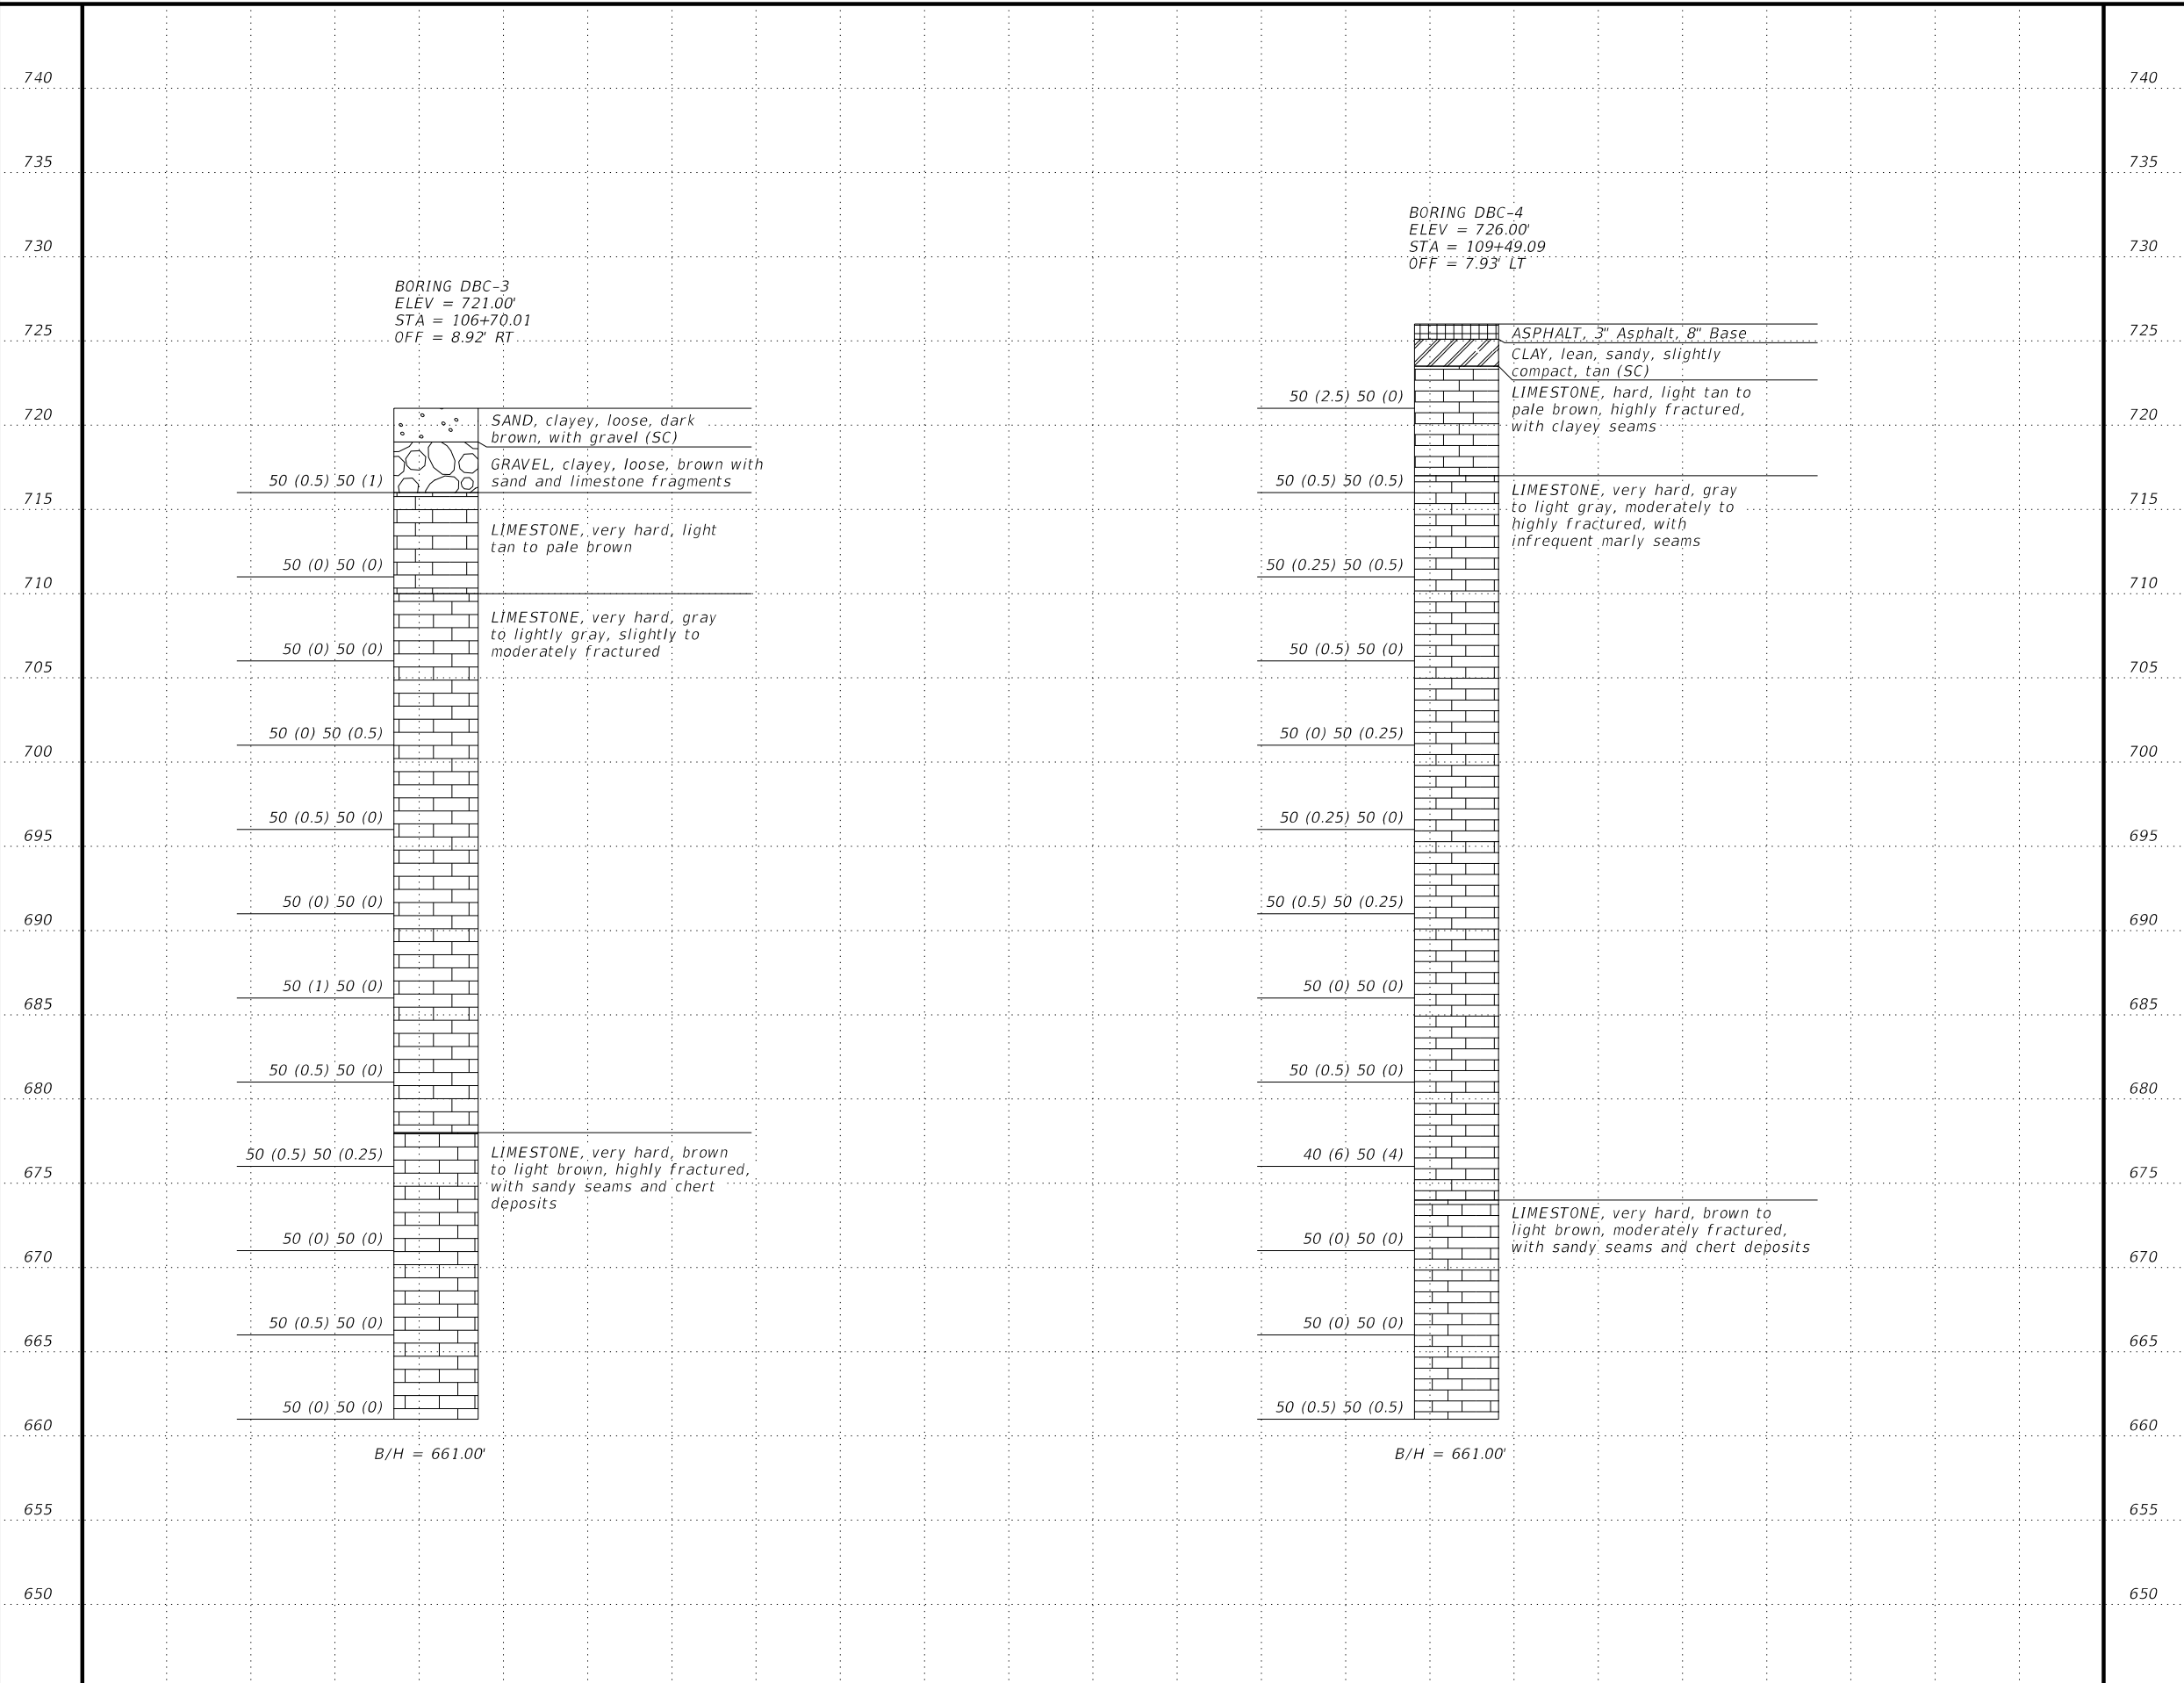 740
735
730
725
720
715
710
705
700
695
690
685
680
675
670
665
660
655
650
BORING DBC-3
ELEV = 721.00'
STA = 106+70.01
OFF = 8.92' RT
SAND, clayey, loose, dark
brown, with gravel (SC)
GRAVEL, clayey, loose, brown with
sand and limestone fragments
LIMESTONE, very hard, light
tan to pale brown
LIMESTONE, very hard, gray
to lightly gray, slightly to
moderately fractured
LIMESTONE, very hard, brown
to light brown, highly fractured,
with sandy seams and chert
deposits
50 (0.5) 50 (1)
50 (0) 50 (0)
50 (0) 50 (0)
50 (0) 50 (0.5)
50 (0.5) 50 (0)
50 (0) 50 (0)
50 (1) 50 (0)
50 (0.5) 50 (0)
50 (0.5) 50 (0.25)
50 (0) 50 (0)
50 (0.5) 50 (0)
50 (0) 50 (0)
B/H = 661.00'
BORING DBC-4
ELEV = 726.00'
STA = 109+49.09
OFF = 7.93' LT
ASPHALT, 3" Asphalt, 8" Base
CLAY, lean, sandy, slightly
compact, tan (SC)
LIMESTONE, hard, light tan to
pale brown, highly fractured,
with clayey seams
LIMESTONE, very hard, gray
to light gray, moderately to
highly fractured, with
infrequent marly seams
LIMESTONE, very hard, brown to
light brown, moderately fractured,
with sandy seams and chert deposits
50 (2.5) 50 (0)
50 (0.5) 50 (0.5)
50 (0.25) 50 (0.5)
50 (0.5) 50 (0)
50 (0) 50 (0.25)
50 (0.25) 50 (0)
50 (0.5) 50 (0.25)
50 (0) 50 (0)
50 (0.5) 50 (0)
40 (6) 50 (4)
50 (0) 50 (0)
50 (0) 50 (0)
50 (0.5) 50 (0.5)
B/H = 661.00'
740
735
730
725
720
715
710
705
700
695
690
685
680
675
670
665
660
655
650